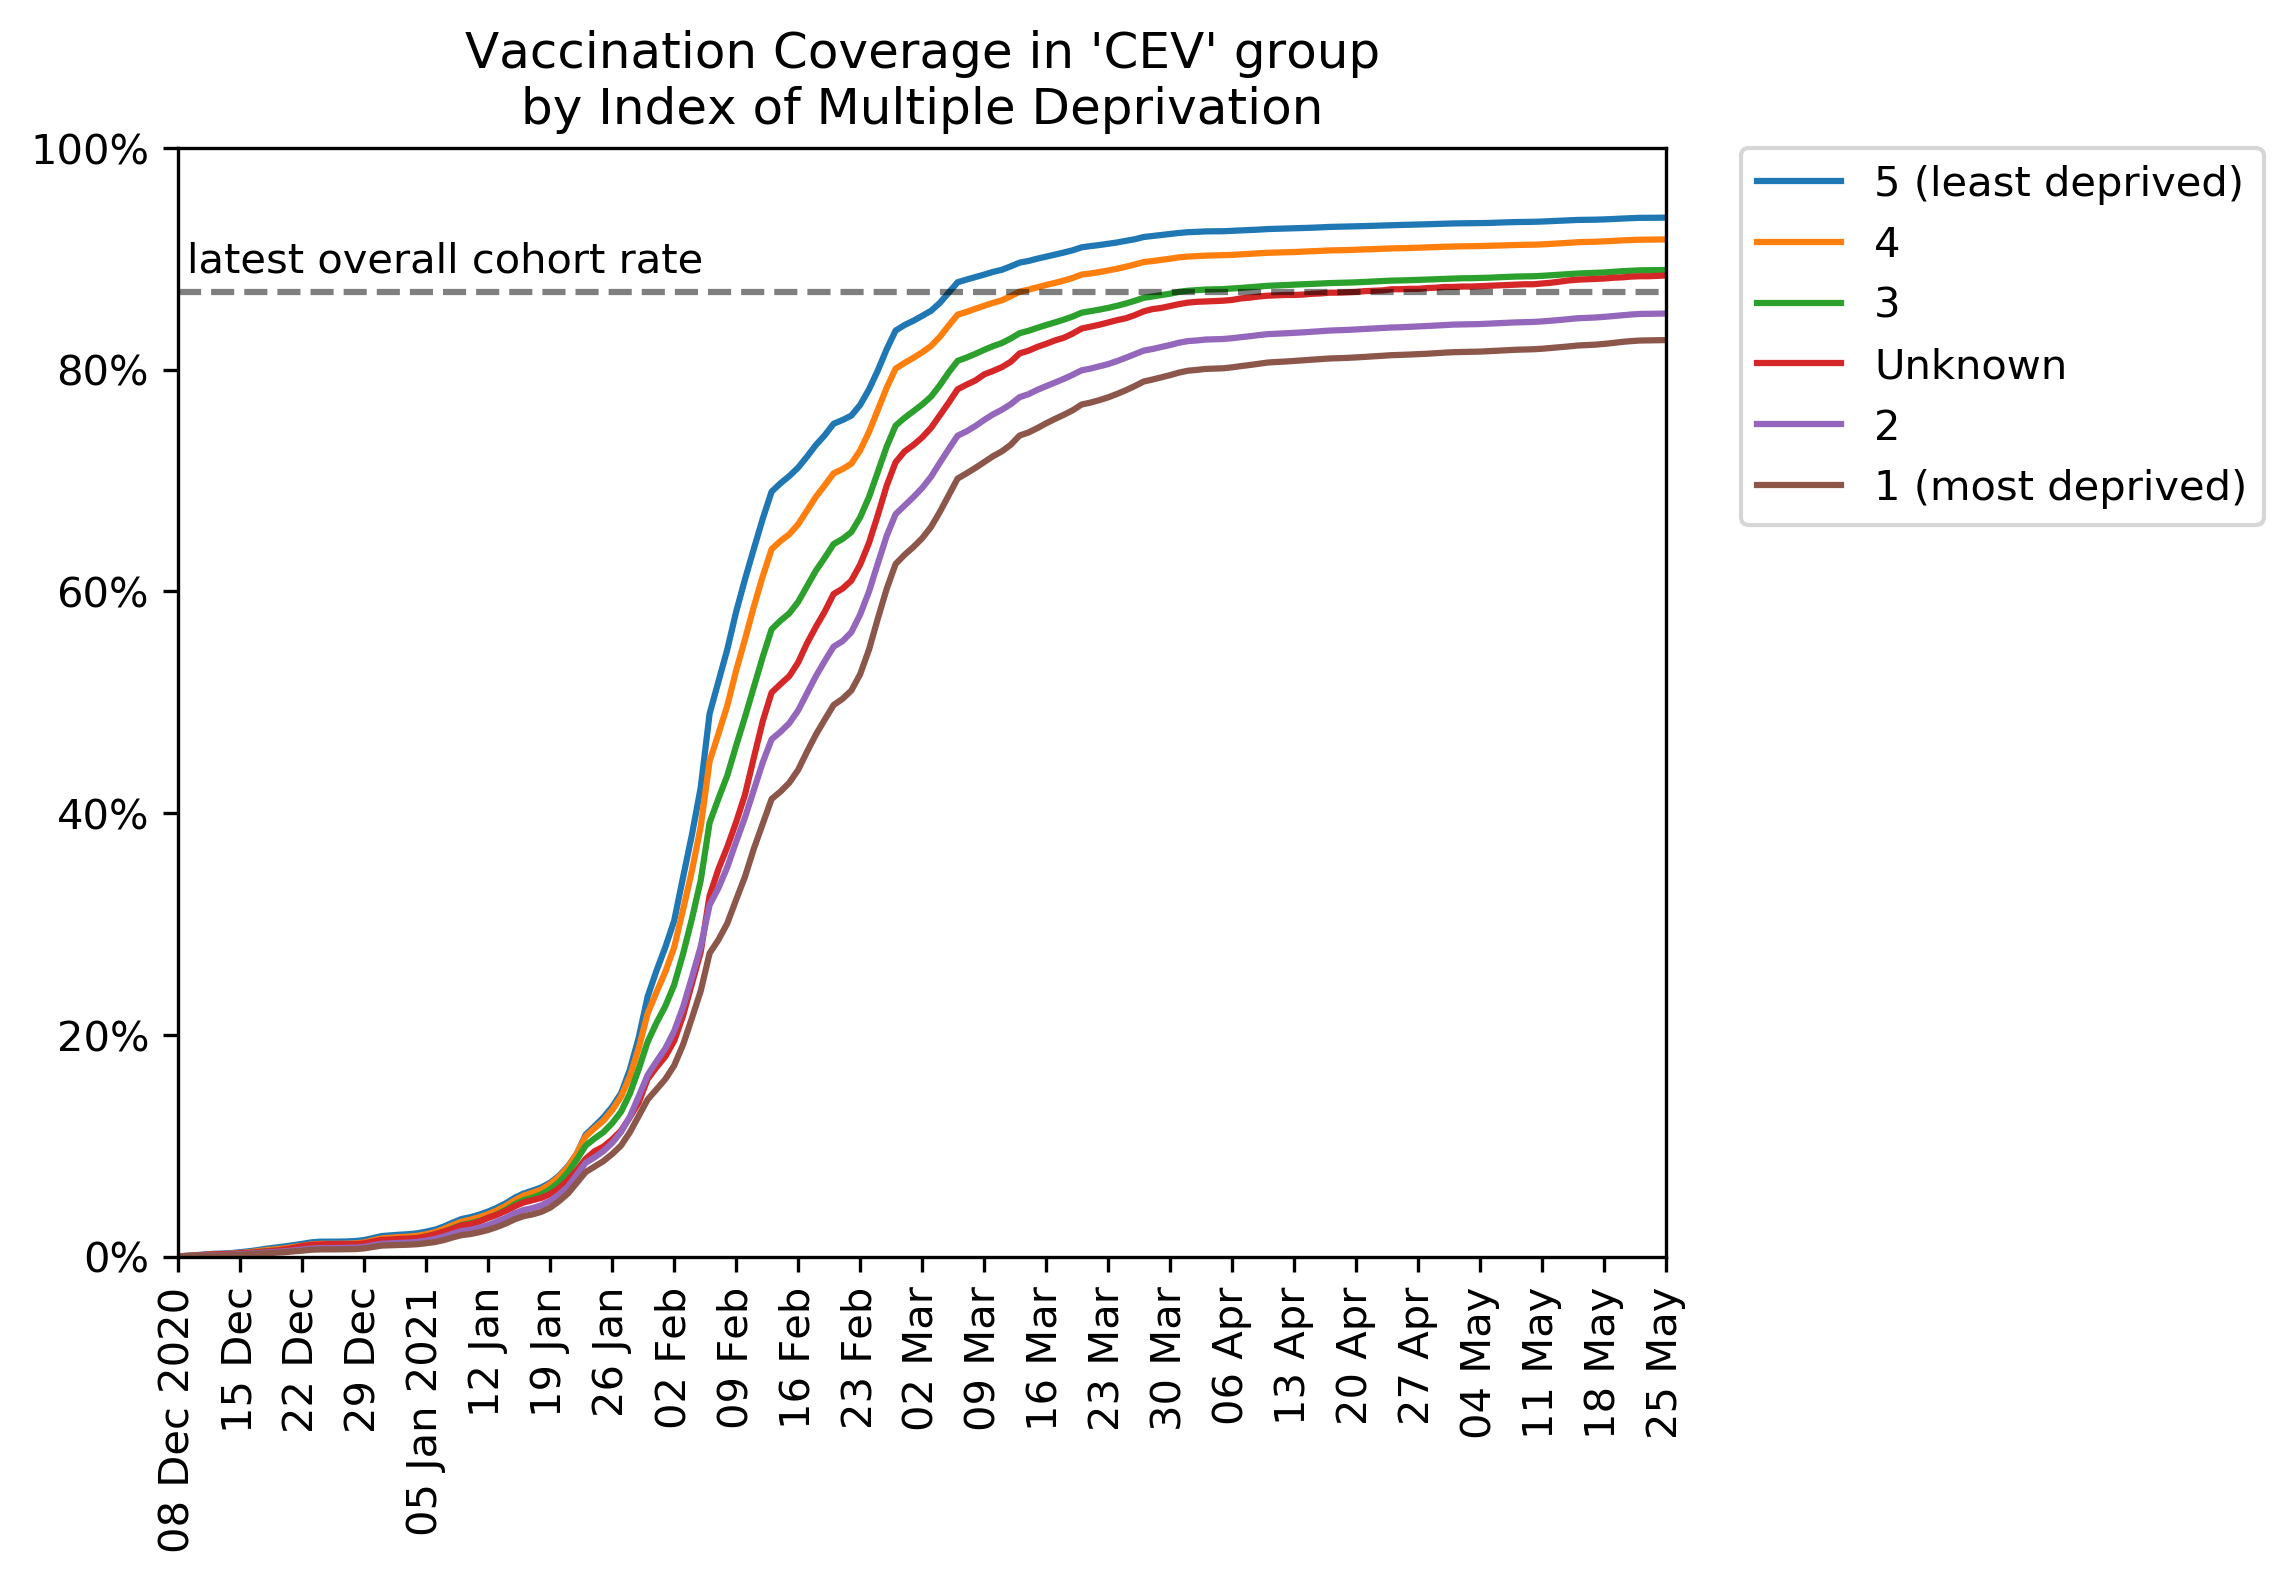 Vaccination Coverage in 'CEV' group
by Index of Multiple Deprivation
100%
80%
60%
40%
20%
0%
latest overall cohort rate
08 Dec 2020
15 Dec
22 Dec
29 Dec
05 Jan 2021
12 Jan
19 Jan
26 Jan
02 Feb
09 Feb
16 Feb
23 Feb
02 Mar
09 Mar
16 Mar
23 Mar
30 Mar
06 Apr
13 Apr
20 Apr
27 Apr
04 May
11 May
18 May
25 May
5 (least deprived)
4
3
Unknown
2
1 (most deprived)